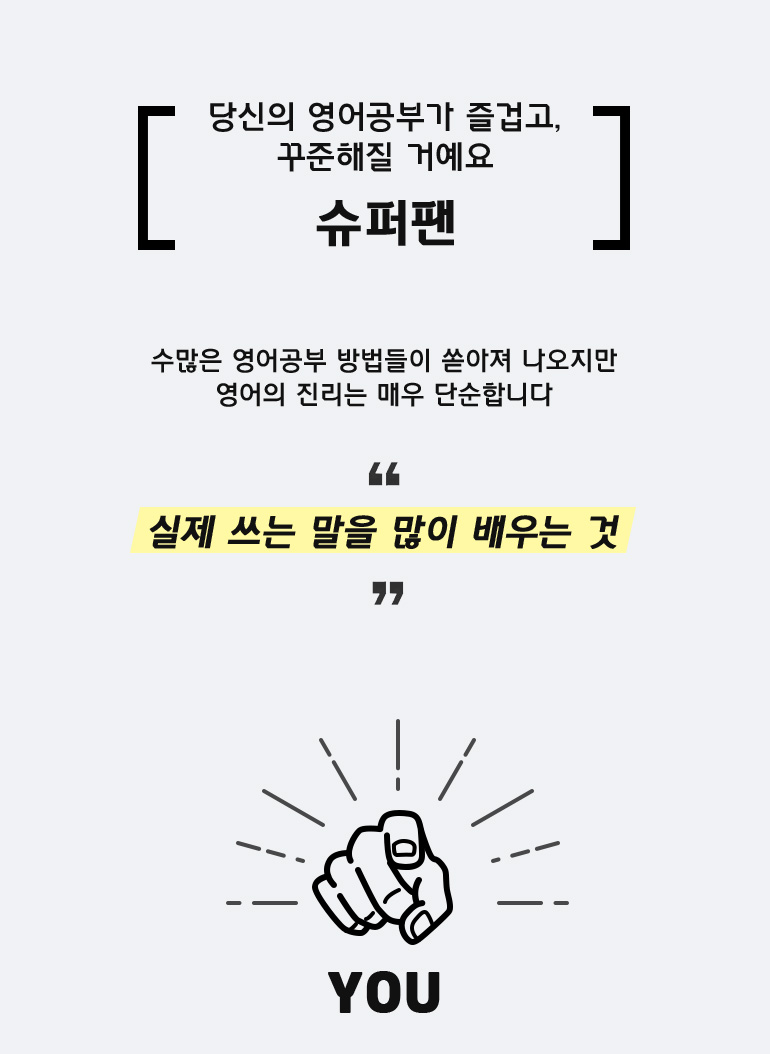 당신의 영어공부가 즐겁고,
꾸준해질 거예요
슈퍼팬
수많은 영어공부 방법들이 쏟아져 나오지만
영어의 진리는 매우 단순합니다
“
실제 쓰는 말을 많이 배우는 것
”
YOU